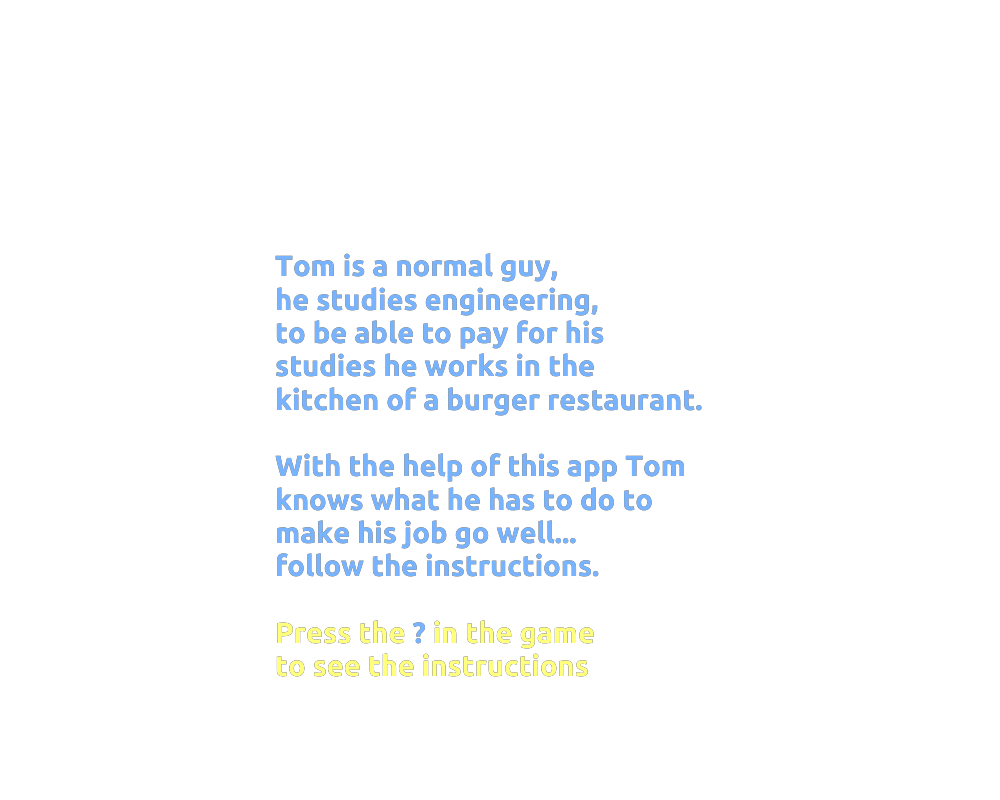 Tom is a normal guy,
he studies engineering,
to be able to pay for his
studies he works in the
kitchen of a burger restaurant.
With the help of this app Tom
knows what he has to do to
make his job go well...
follow the instructions.
Press the ? in the game
to see the instructions